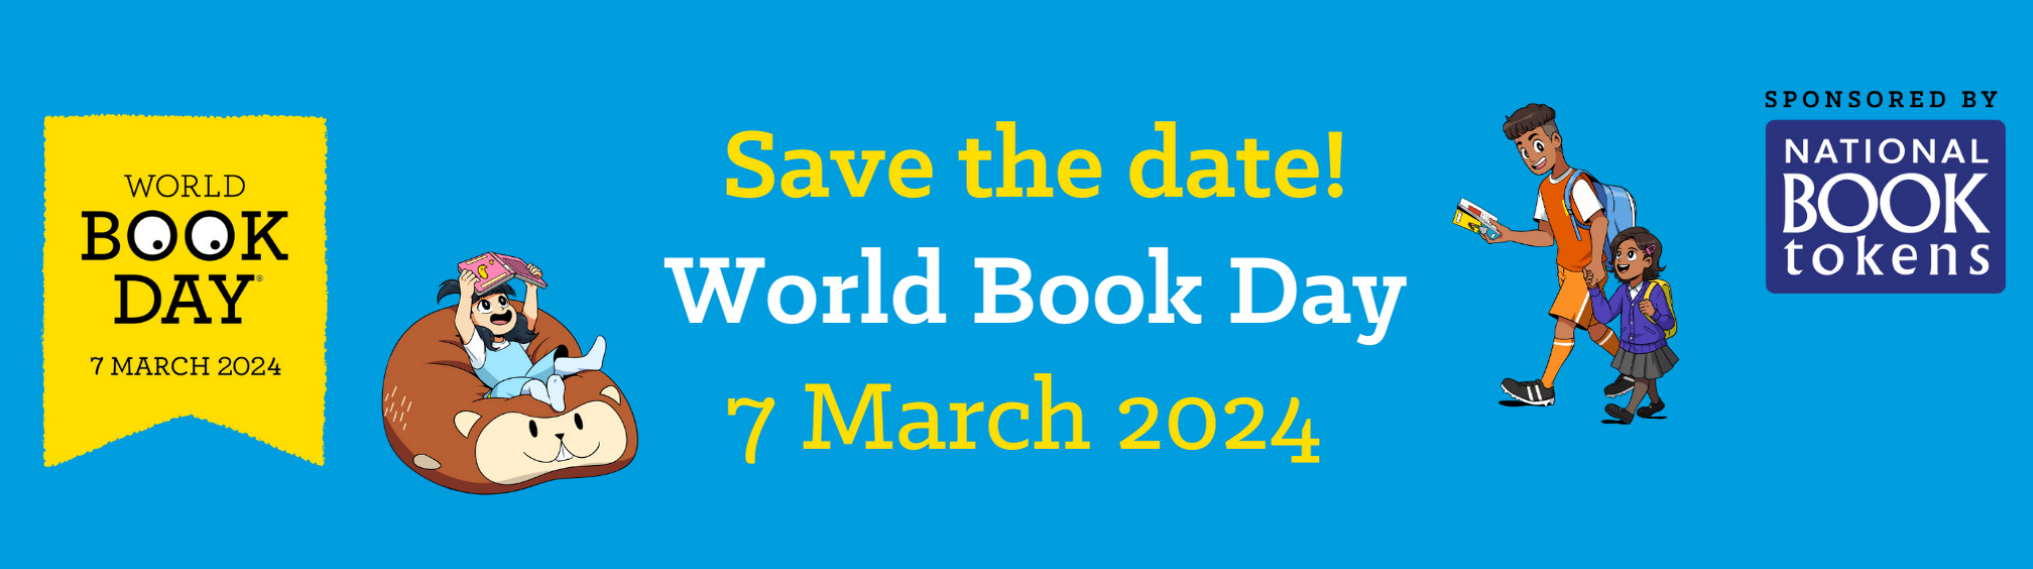 WORLD
BOOK
DAY®
7 MARCH 2024
Save the date!
World Book Day
7 March 2024
SPONSORED BY
NATIONAL
BOOK
tokens